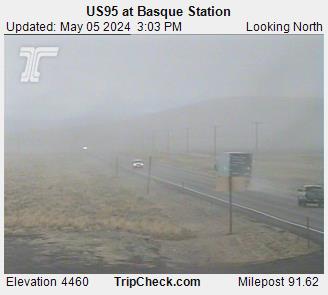 US95 at Basque Station
Updated: May 05 2024  3:03 PM Looking North
Elevation 4460 TripCheck.com Milepost 91.62